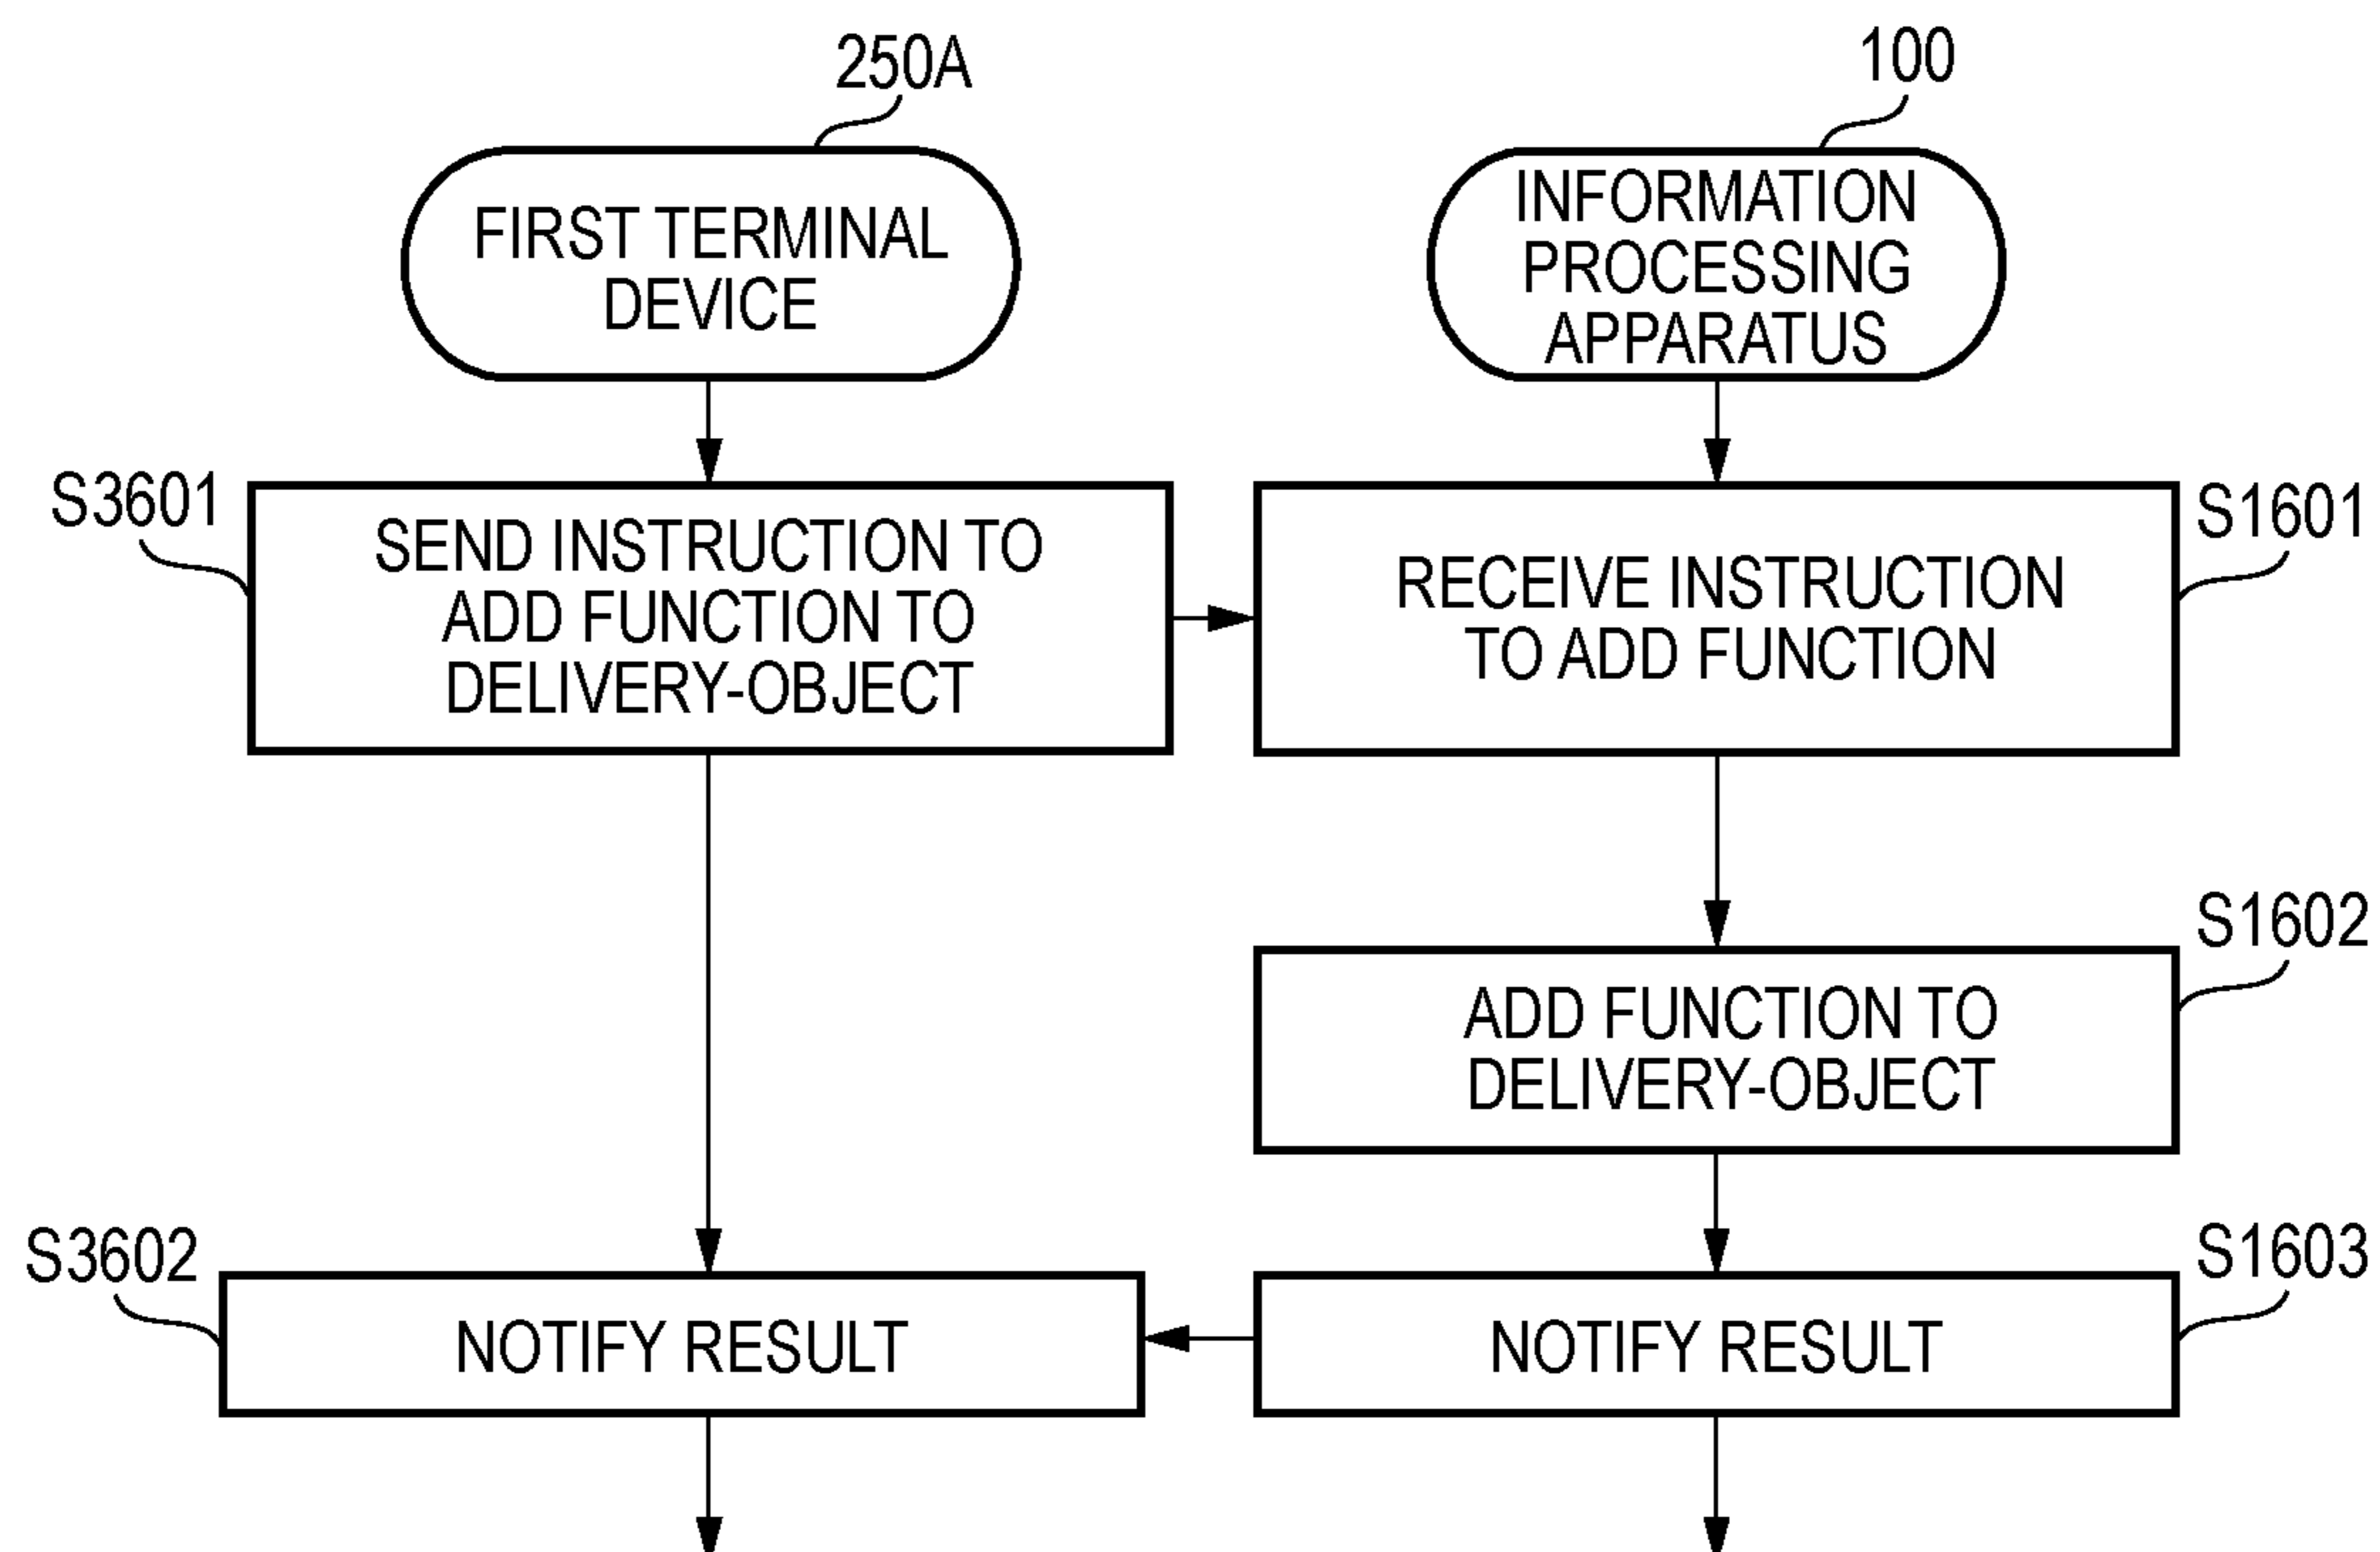 250A
100
FIRST TERMINAL
DEVICE
INFORMATION
PROCESSING
APPARATUS
S3601
SEND INSTRUCTION TO
ADD FUNCTION TO
DELIVERY-OBJECT
S1601
RECEIVE INSTRUCTION
TO ADD FUNCTION
S1602
ADD FUNCTION TO
DELIVERY-OBJECT
S3602
NOTIFY RESULT
S1603
NOTIFY RESULT